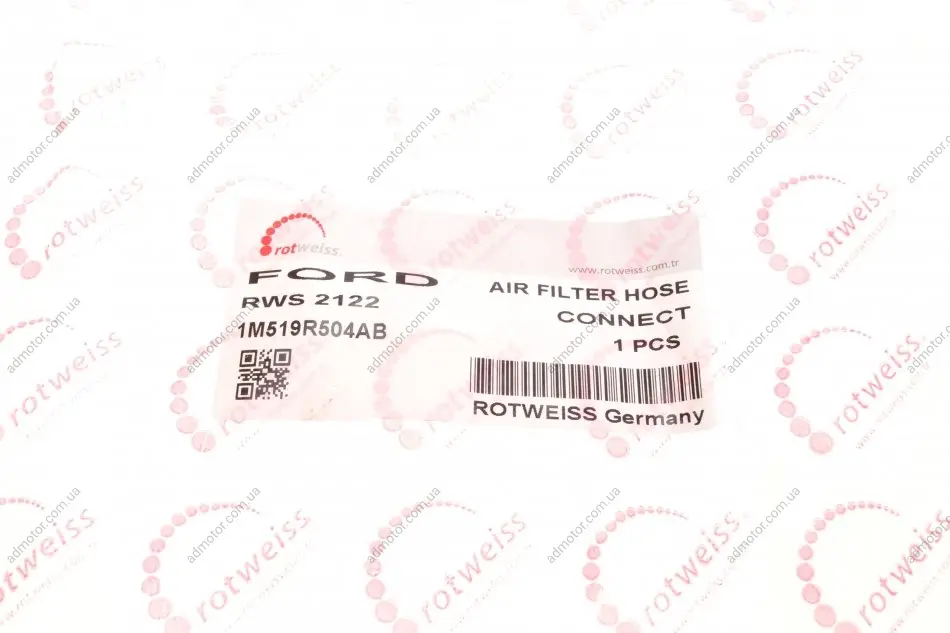 rotweiss
www.rotweiss.com.tr
FORD
RWS 2122
1M519R504AB
AIR FILTER HOSE
CONNECT
1 PCS
ROTWEISS Germany
admotor.com.ua